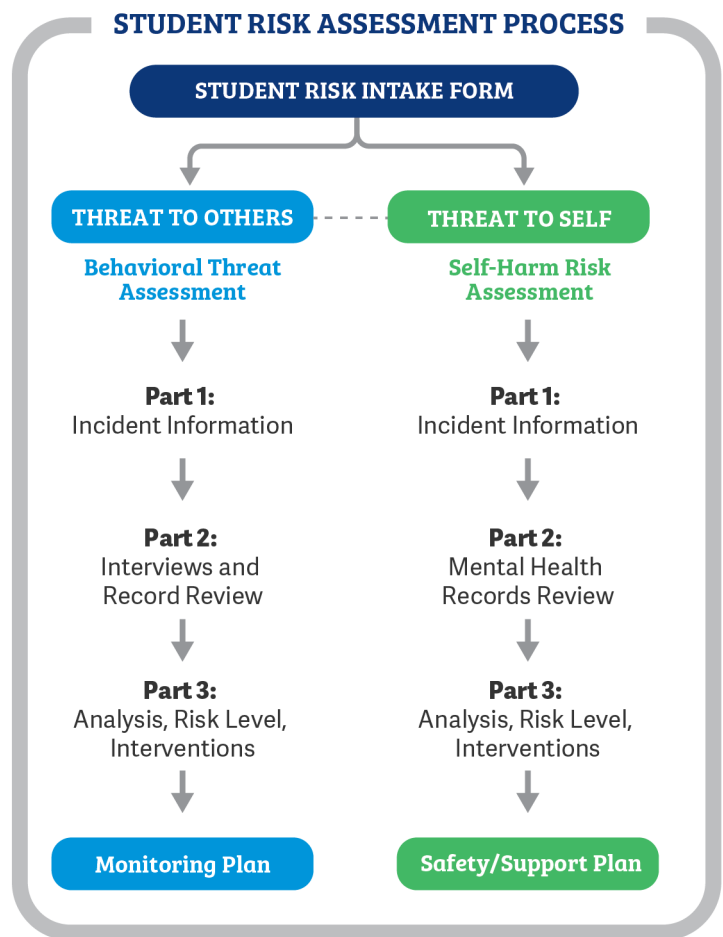 STUDENT RISK ASSESSMENT PROCESS
STUDENT RISK INTAKE FORM
THREAT TO OTHERS
Behavioral Threat
Assessment
Part 1:
Incident Information
Part 2:
Interviews and
Record Review
Part 3:
Analysis, Risk Level,
Interventions
Monitoring Plan
THREAT TO SELF
Self-Harm Risk
Assessment
Part 1:
Incident Information
Part 2:
Mental Health
Records Review
Part 3:
Analysis, Risk Level,
Interventions
Safety/Support Plan